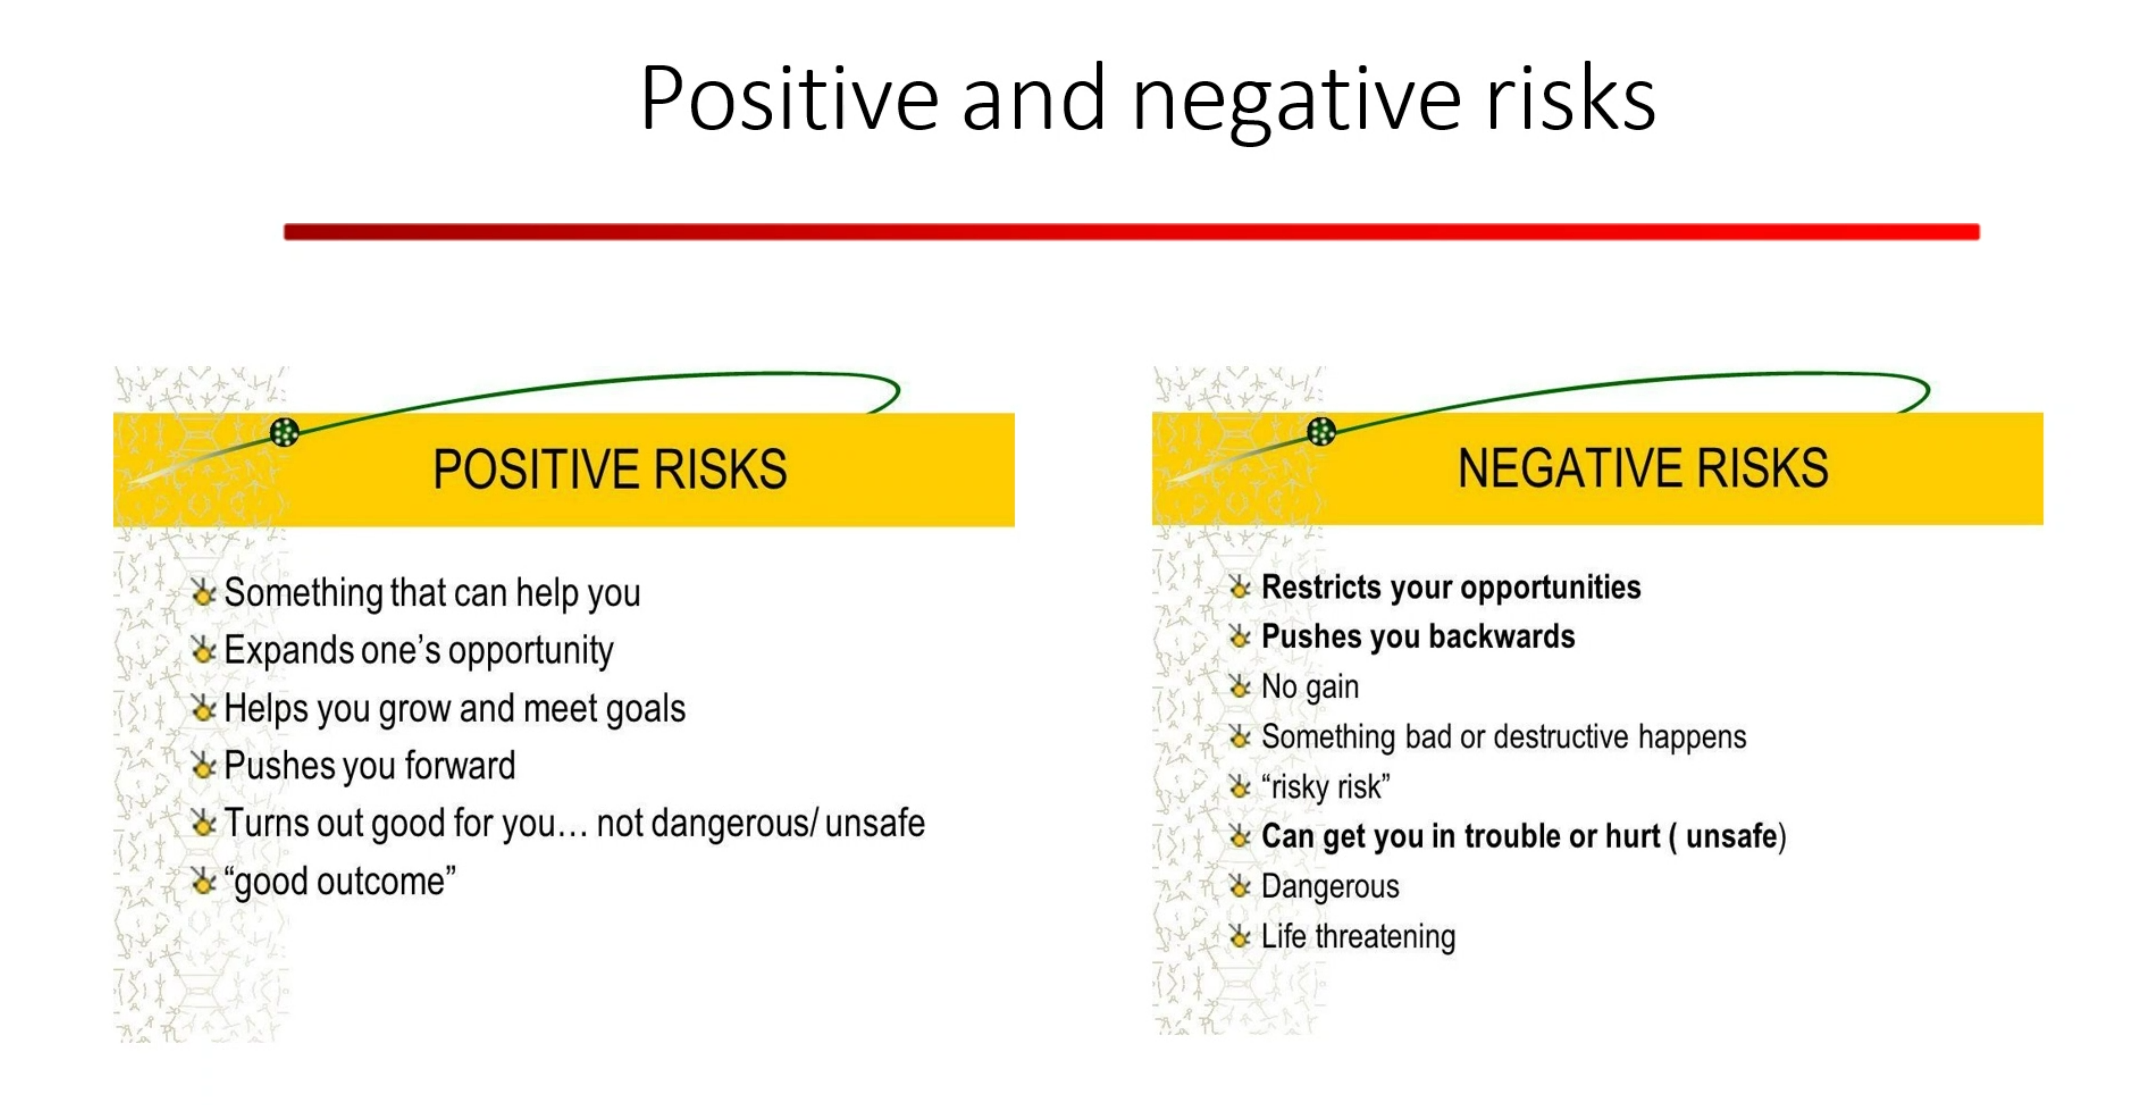 Positive and negative risks
POSITIVE RISKS
Something that can help you
Expands one’s opportunity
Helps you grow and meet goals
Pushes you forward
Turns out good for you… not dangerous/ unsafe
“good outcome”
NEGATIVE RISKS
Restricts your opportunities
Pushes you backwards
No gain
Something bad or destructive happens
“risky risk”
Can get you in trouble or hurt ( unsafe)
Dangerous
Life threatening